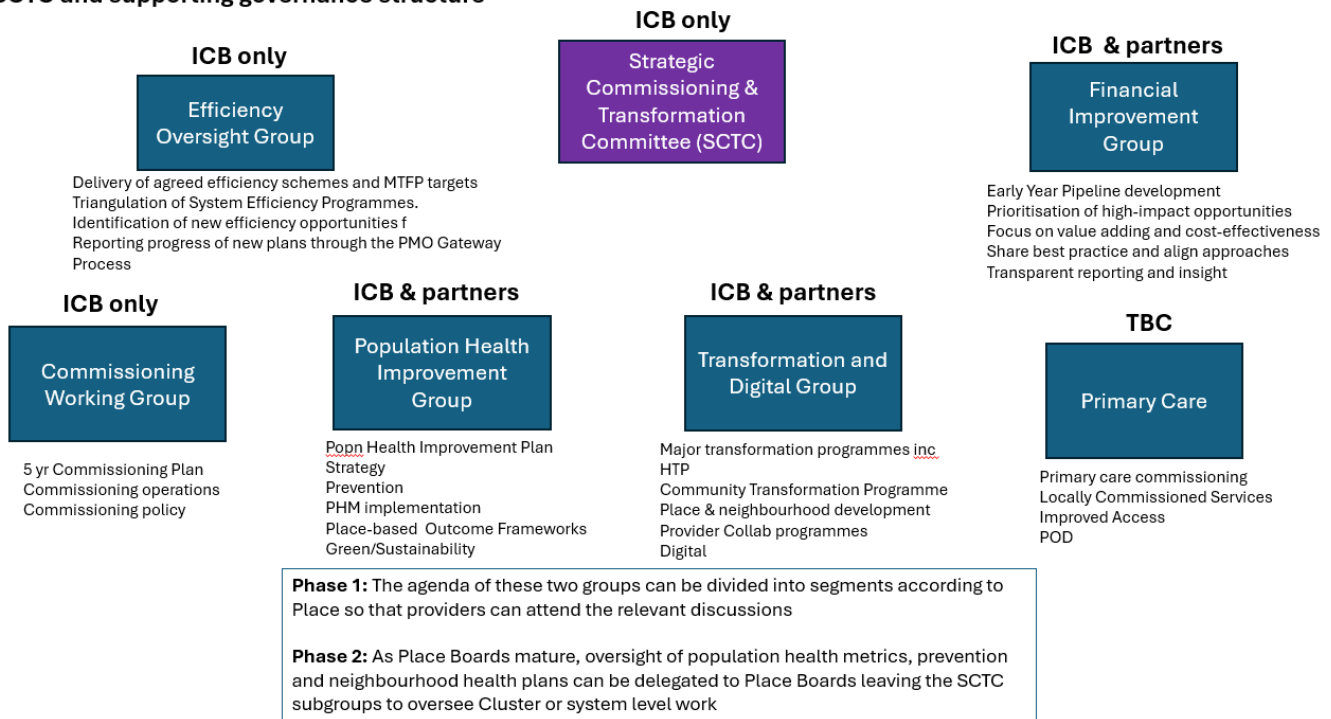 SCTC and supporting governance structure
ICB only
Efficiency
Oversight Group
Delivery of agreed efficiency schemes and MTFP targets
Triangulation of System Efficiency Programmes.
Identification of new efficiency opportunities f
Reporting progress of new plans through the PMO Gateway
Process
ICB only
Strategic
Commissioning &
Transformation
Committee (SCTC)
ICB & partners
Financial
Improvement
Group
Early Year Pipeline development
Prioritisation of high-impact opportunities
Focus on value adding and cost-effectiveness
Share best practice and align approaches
Transparent reporting and insight
ICB only
Commissioning
Working Group
5 yr Commissioning Plan
Commissioning operations
Commissioning policy
ICB & partners
Population Health
Improvement
Group
Popn Health Improvement Plan
Strategy
Prevention
PHM implementation
Place-based Outcome Frameworks
Green/Sustainability
ICB & partners
Transformation and
Digital Group
Major transformation programmes inc
HTP
Community Transformation Programme
Place & neighbourhood development
Provider Collab programmes
Digital
TBC
Primary Care
Primary care commissioning
Locally Commissioned Services
Improved Access
POD
Phase 1: The agenda of these two groups can be divided into segments according to
Place so that providers can attend the relevant discussions
Phase 2: As Place Boards mature, oversight of population health metrics, prevention
and neighbourhood health plans can be delegated to Place Boards leaving the SCTC
subgroups to oversee Cluster or system level work